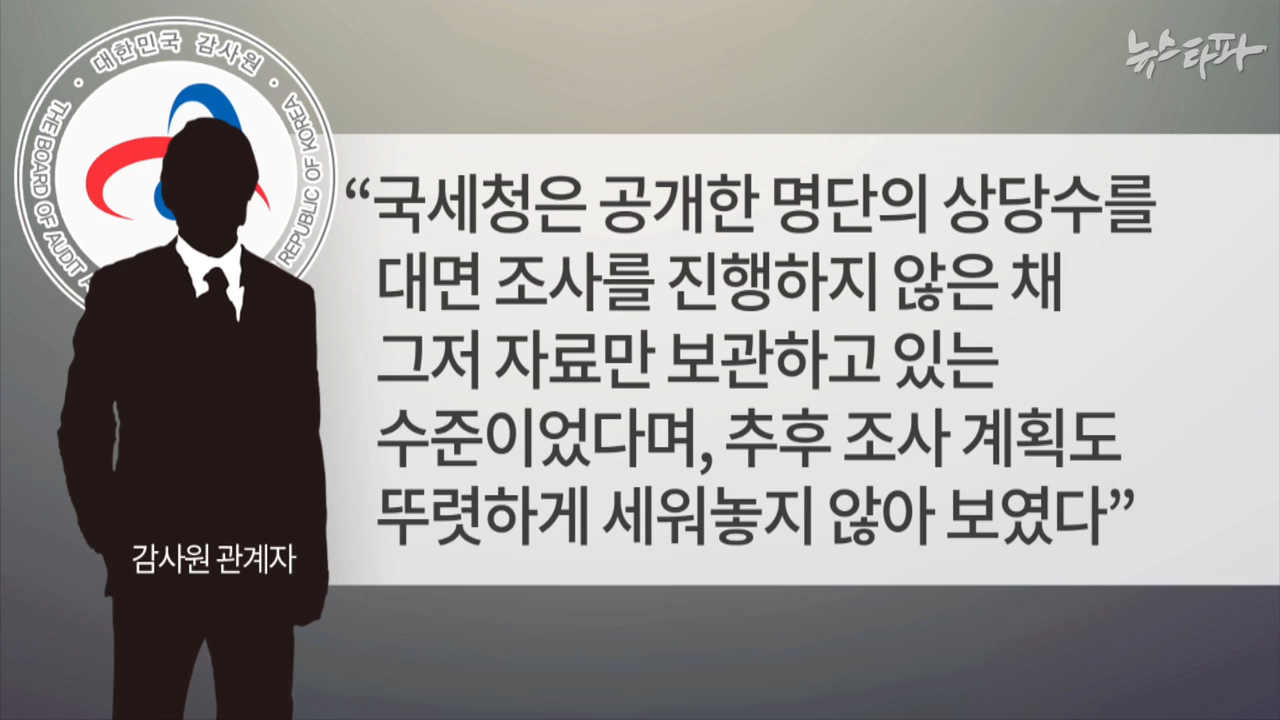 대한민국 감사원
THE BOARD OF AUDIT A
REPUBLIC OF KOREA
뉴스타파
“국세청은 공개한 명단의 상당수를
대면 조사를 진행하지 않은 채
그저 자료만 보관하고 있는
수준이었다며, 추후 조사 계획도
뚜렷하게 세워놓지 않아 보였다”
감사원 관계자